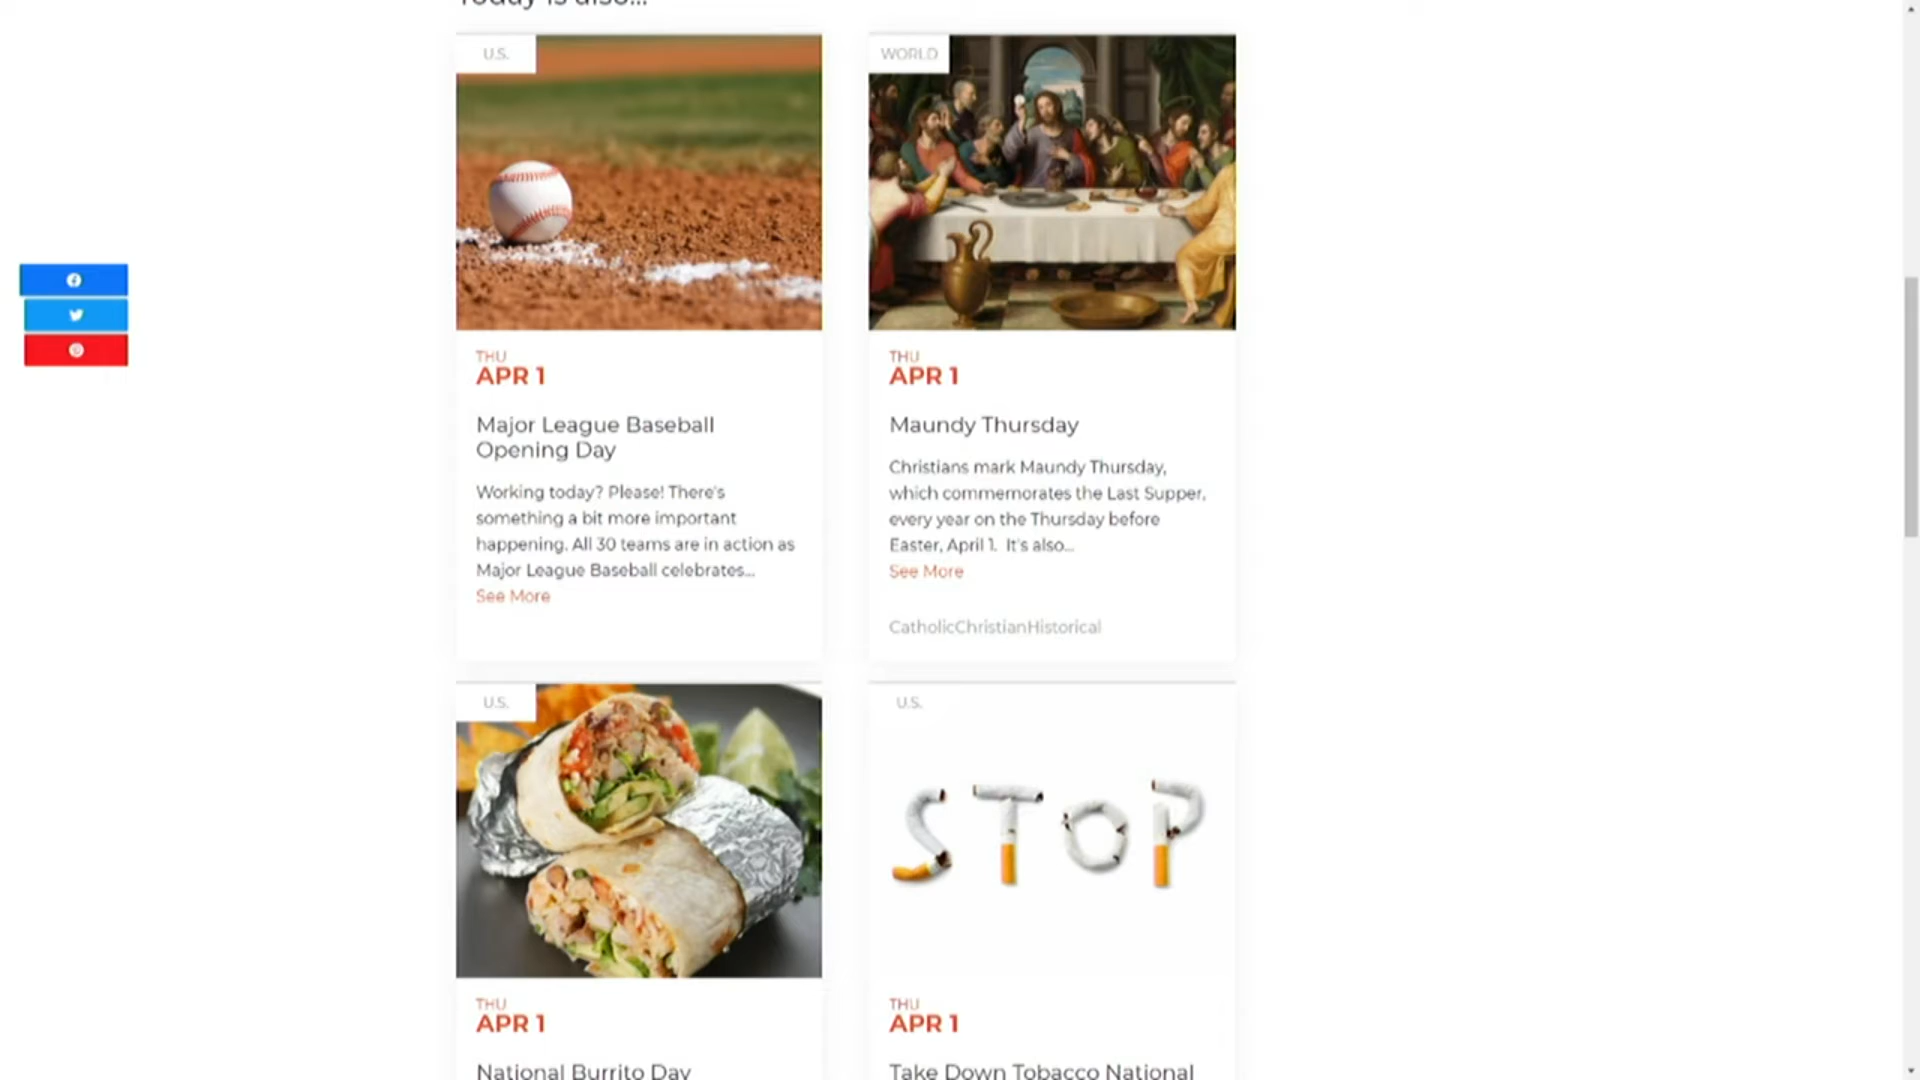 Today is also...
U.S.
THU
APR 1
Major League Baseball
Opening Day
Working today? Please! There's
something a bit more important
happening. All 30 teams are in action as
Major League Baseball celebrates...
See More
WORLD
THU
APR 1
Maundy Thursday
Christians mark Maundy Thursday,
which commemorates the Last Supper,
every year on the Thursday before
Easter, April 1. It's also...
See More
CatholicChristianHistorical
U.S.
THU
APR 1
National Burrito Day
U.S.
STOP
THU
APR 1
Take Down Tobacco National